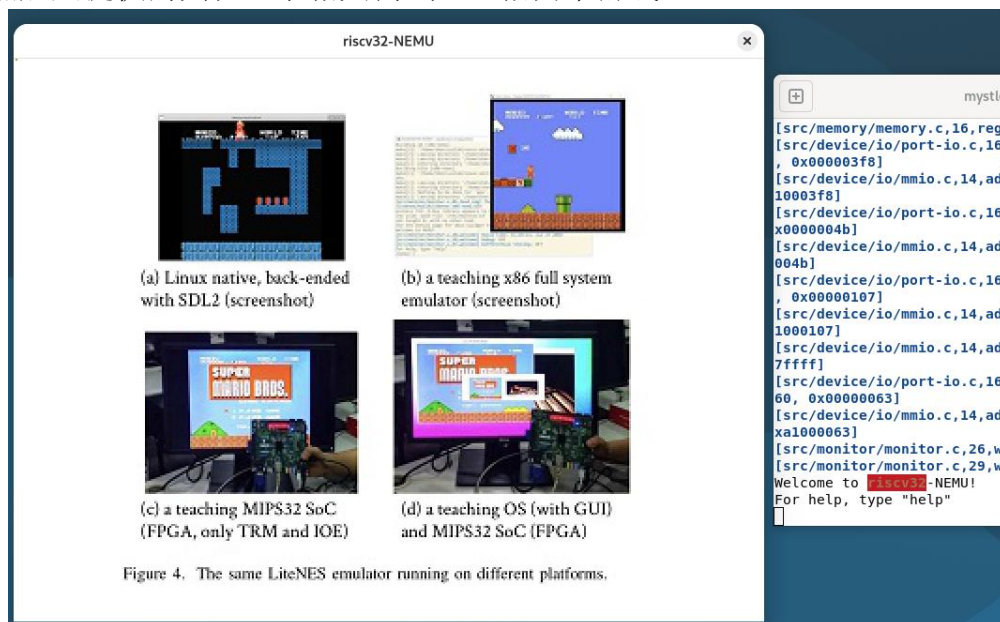 riscv32-NEMU
(a) Linux native, back-ended
with SDL2 (screenshot)
(b) a teaching x86 full system
emulator (screenshot)
SUPER
MARIO BROS.
SUPER
MARIO BROS.
(c) a teaching MIPS32 SoC
(FPGA, only TRM and IOE)
(d) a teaching OS (with GUI)
and MIPS32 SoC (FPGA)
Figure 4. The same LiteNES emulator running on different platforms.
[src/memory/memory.c,16,reg
[src/device/io/port-io.c,16
, 0x000003f8]
[src/device/io/mmio.c,14,ad
10003f8]
[src/device/io/port-io.c,16
x0000004b]
[src/device/io/mmio.c,14,ad
004b]
[src/device/io/port-io.c,16
, 0x00000107]
[src/device/io/mmio.c,14,ad
1000107]
[src/device/io/mmio.c,14,ad
7ffff]
[src/device/io/port-io.c,16
60, 0x00000063]
[src/device/io/mmio.c,14,ad
xa1000063]
[src/monitor/monitor.c,26,w
[src/monitor/monitor.c,29,w
Welcome to riscv32-NEMU!
For help, type "help"